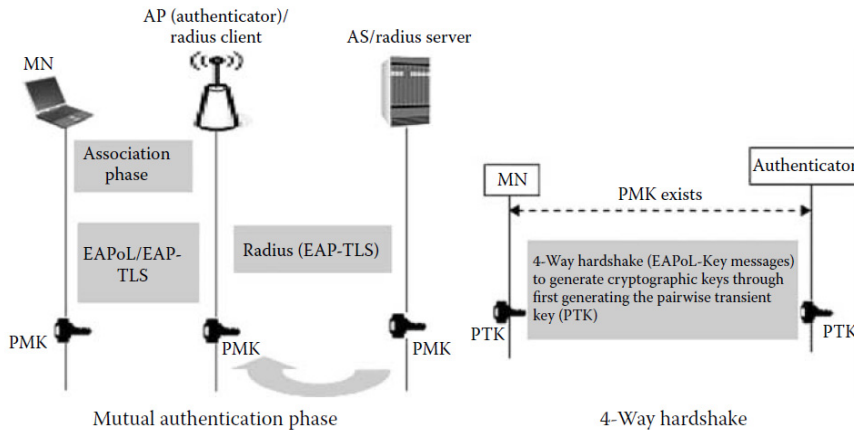 AP (authenticator)/
radius client
AS/radius server
MN
Association
phase
EAPoL/EAP-
TLS
Radius (EAP-TLS)
PMK
PMK
PMK
Mutual authentication phase
MN
Authenticator
PMK exists
4-Way hardshake (EAPoL-Key messages)
to generate cryptographic keys through
first generating the pairwise transient
key (PTK)
PTK
PTK
4-Way hardshake